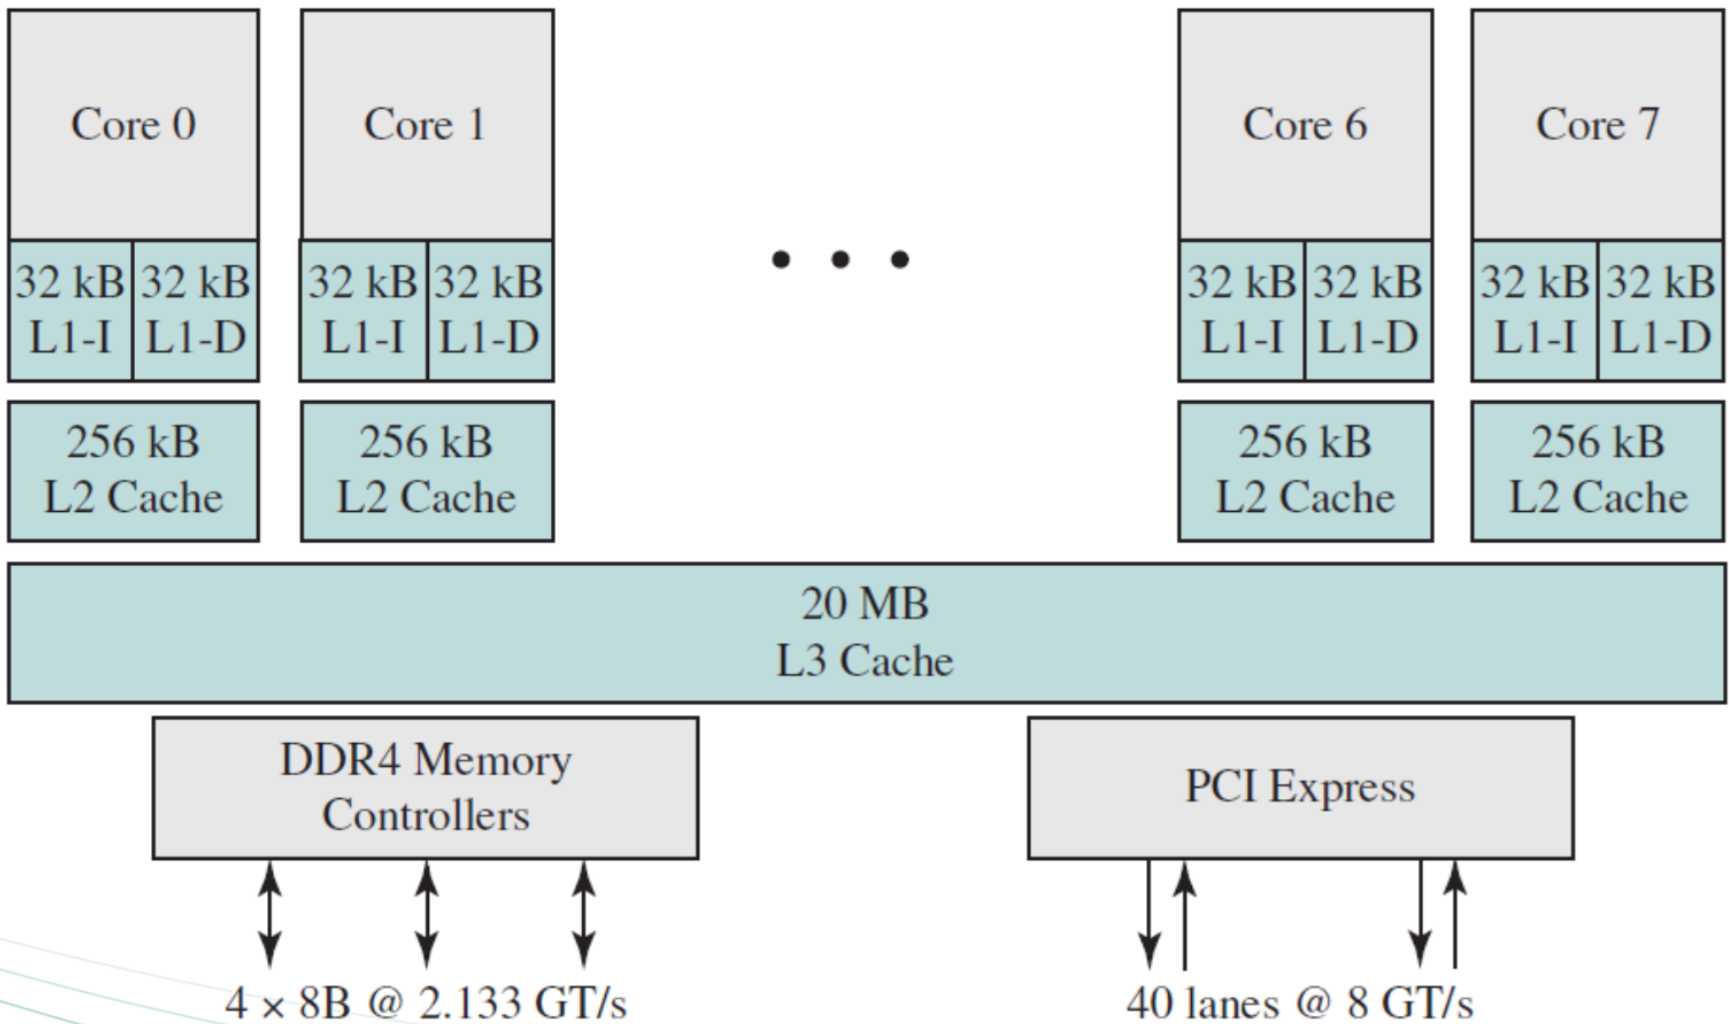 Core 0
Core 1
Core 6
Core 7
32 kB
L1-I
32 kB
L1-D
32 kB
L1-I
32 kB
L1-D
32 kB
L1-I
32 kB
L1-D
32 kB
L1-I
32 kB
L1-D
256 kB
L2 Cache
256 kB
L2 Cache
256 kB
L2 Cache
256 kB
L2 Cache
20 MB
L3 Cache
DDR4 Memory
Controllers
PCI Express
4 × 8B @ 2.133 GT/s
40 lanes @ 8 GT/s